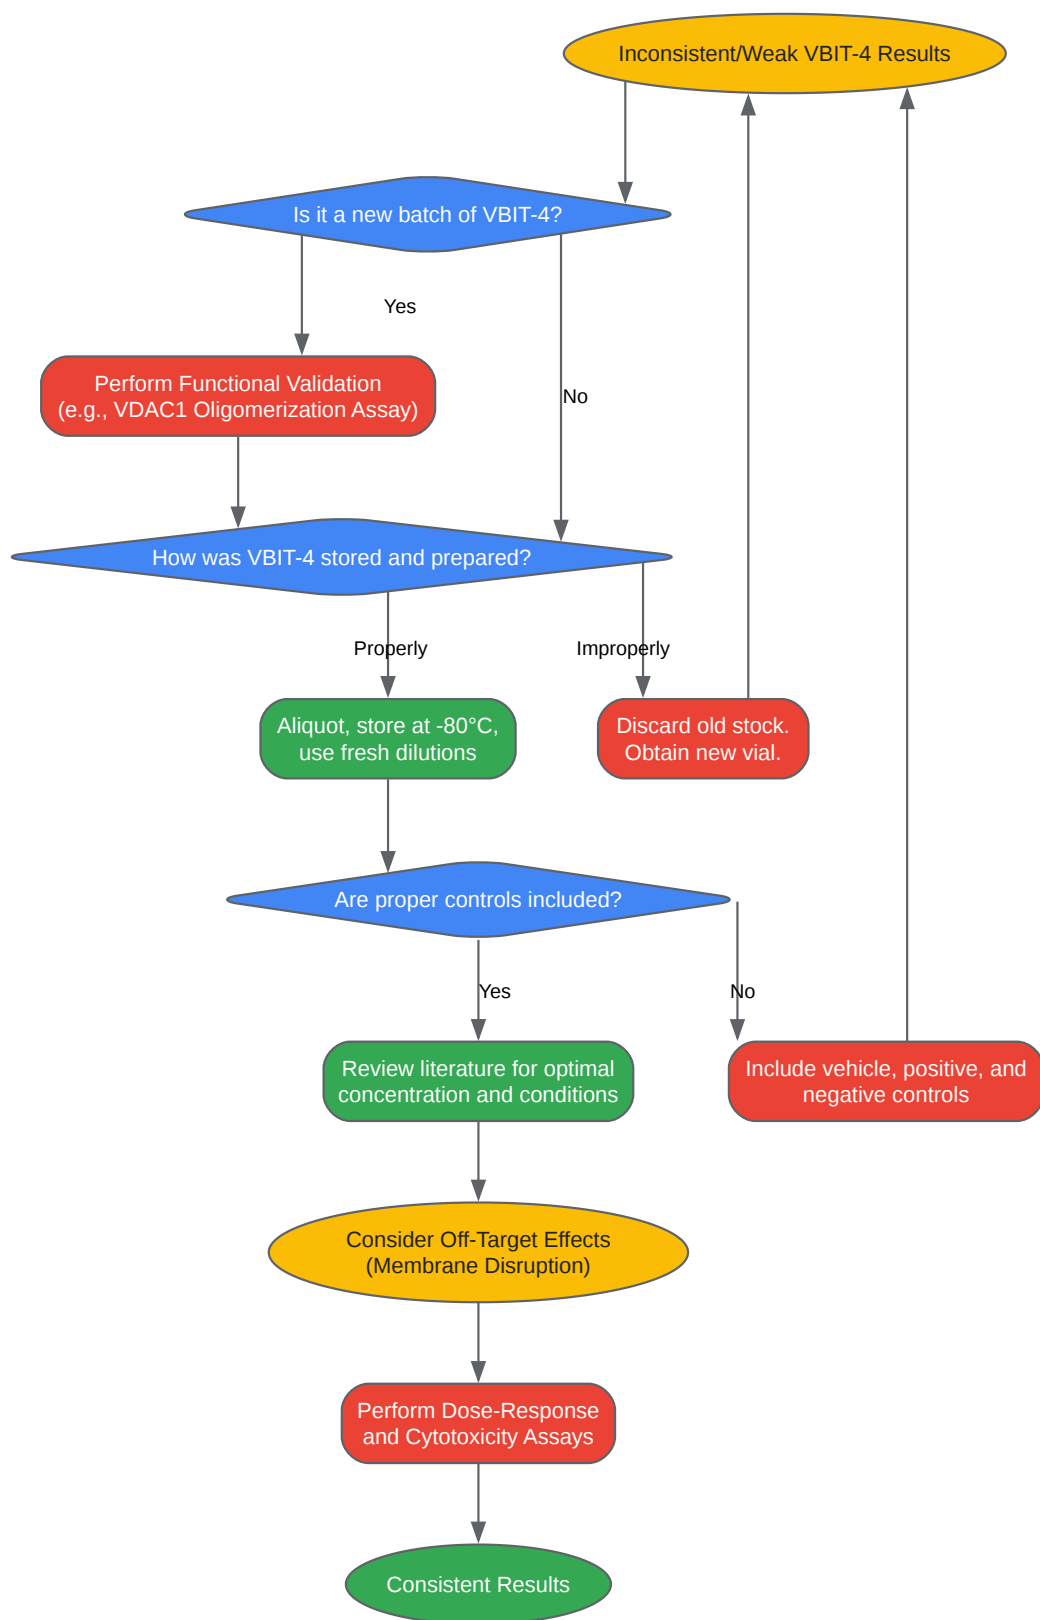 Inconsistent/Weak VBIT-4 Results
Is it a new batch of VBIT-4?
Yes
Perform Functional Validation
(e.g., VDAC1 Oligomerization Assay)
No
How was VBIT-4 stored and prepared?
Properly
Improperly
Aliquot, store at -80°C,
use fresh dilutions
Discard old stock.
Obtain new vial.
Are proper controls included?
Yes
No
Review literature for optimal
concentration and conditions
Include vehicle, positive, and
negative controls
Consider Off-Target Effects
(Membrane Disruption)
Perform Dose-Response
and Cytotoxicity Assays
Consistent Results